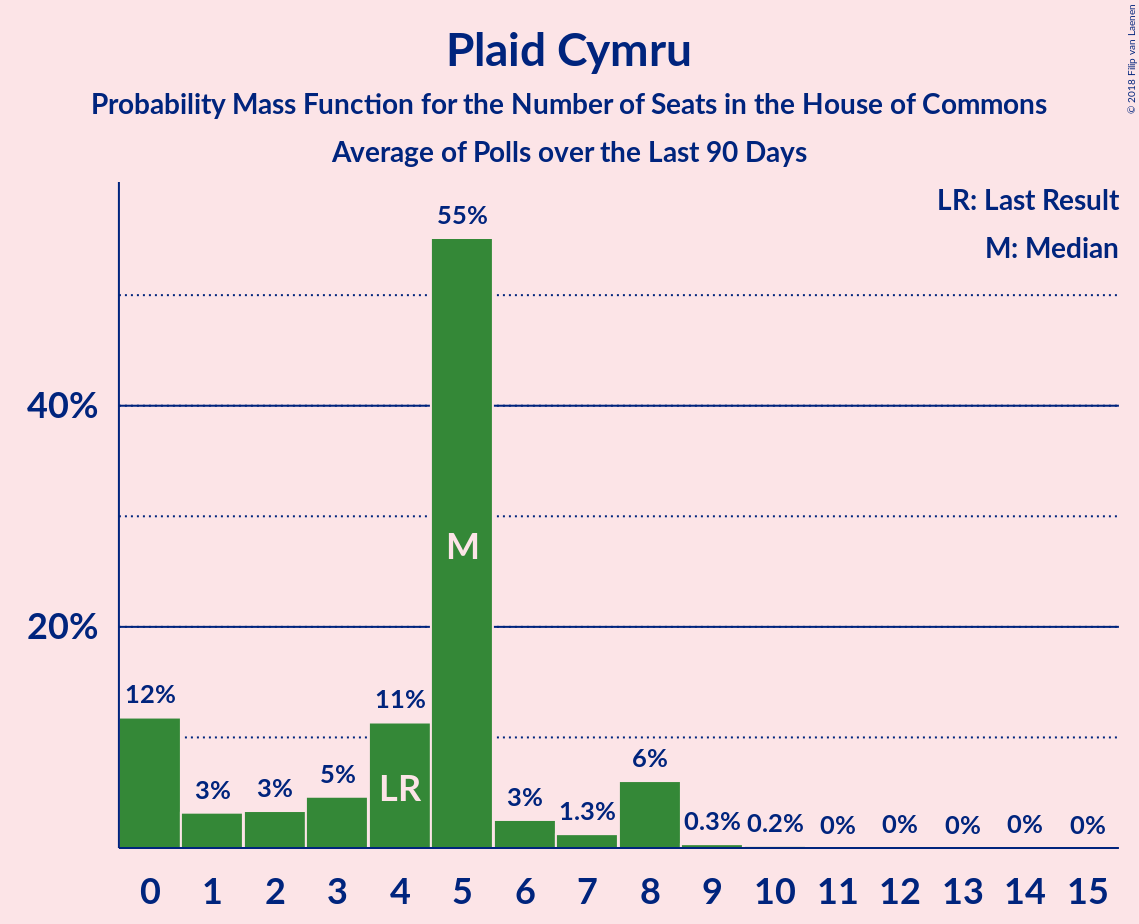 Plaid Cymru
Probability Mass Function for the Number of Seats in the House of Commons
Average of Polls over the Last 90 Days
© 2018 Filip van Laenen
LR: Last Result
M: Median
40%
20%
12%
3%
3%
5%
11%
55%
3%
1.3%
6%
0.3%
0.2%
0%
0%
0%
0%
0%
LR
M
0 1 2 3 4 5 6 7 8 9 10 11 12 13 14 15